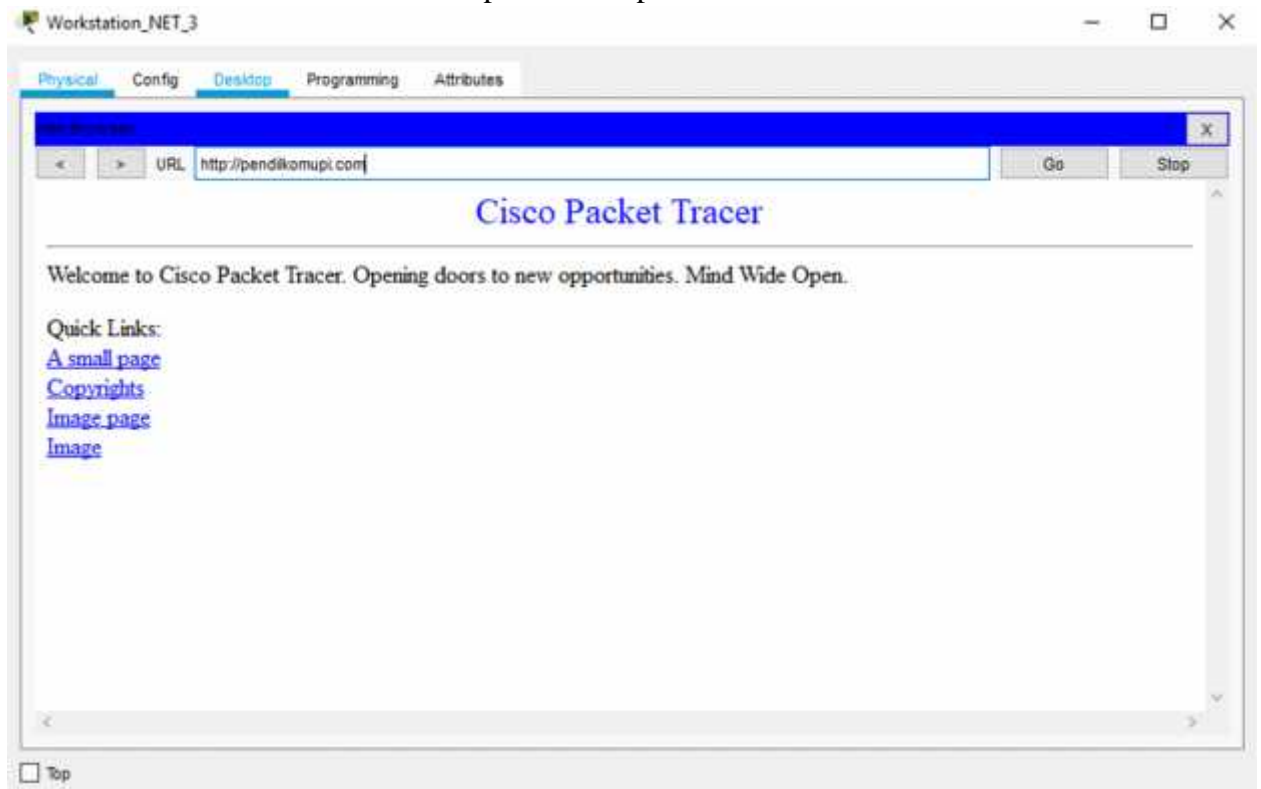 Workstation_NET_3
Physical Config Desktop Programming Attributes
X
< > URL http://pendilkomupi.com Go Stop
Cisco Packet Tracer
Welcome to Cisco Packet Tracer. Opening doors to new opportunities. Mind Wide Open.
Quick Links:
A small page
Copyrights
Image page
Image
Top